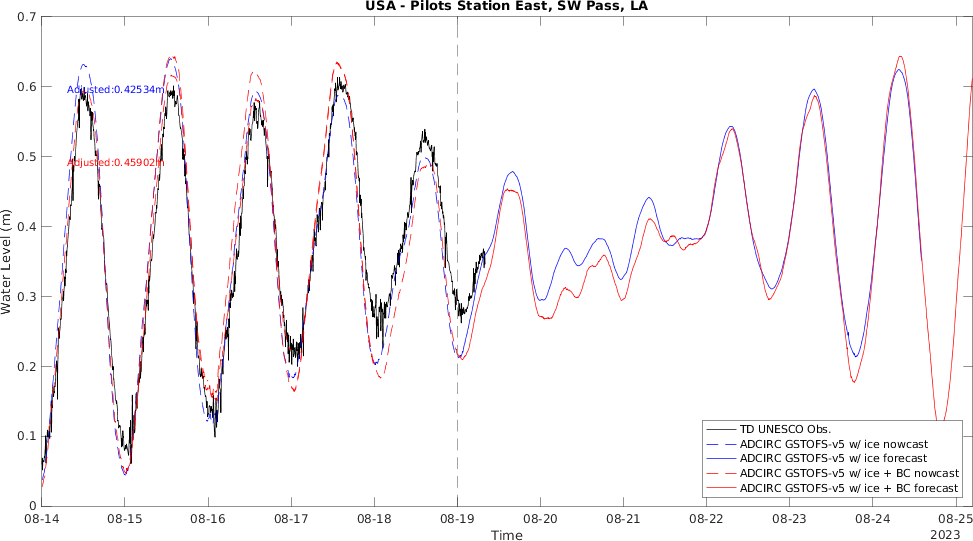 USA - Pilots Station East, SW Pass, LA
0.7
0.6
0.5
0.4
0.3
0.2
0.1
0
Water Level (m)
Adjusted:0.42534m
Adjusted:0.45902m
TD UNESCO Obs.
ADCIRC GSTOFS-v5 w/ ice nowcast
ADCIRC GSTOFS-v5 w/ ice forecast
ADCIRC GSTOFS-v5 w/ ice + BC nowcast
ADCIRC GSTOFS-v5 w/ ice + BC forecast
08-14 08-15 08-16 08-17 08-18 08-19 08-20 08-21 08-22 08-23 08-24 08-25
Time
2023